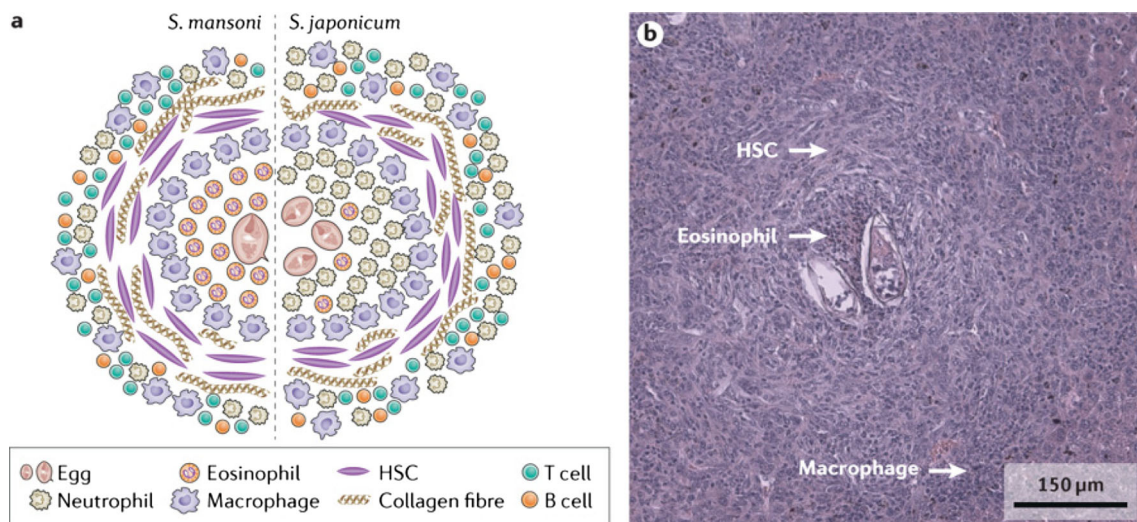 a
S. mansoni
S. japonicum
Egg
Eosinophil
HSC
T cell
Neutrophil
Macrophage
Collagen fibre
B cell
b
HSC
Eosinophil
Macrophage
150 µm